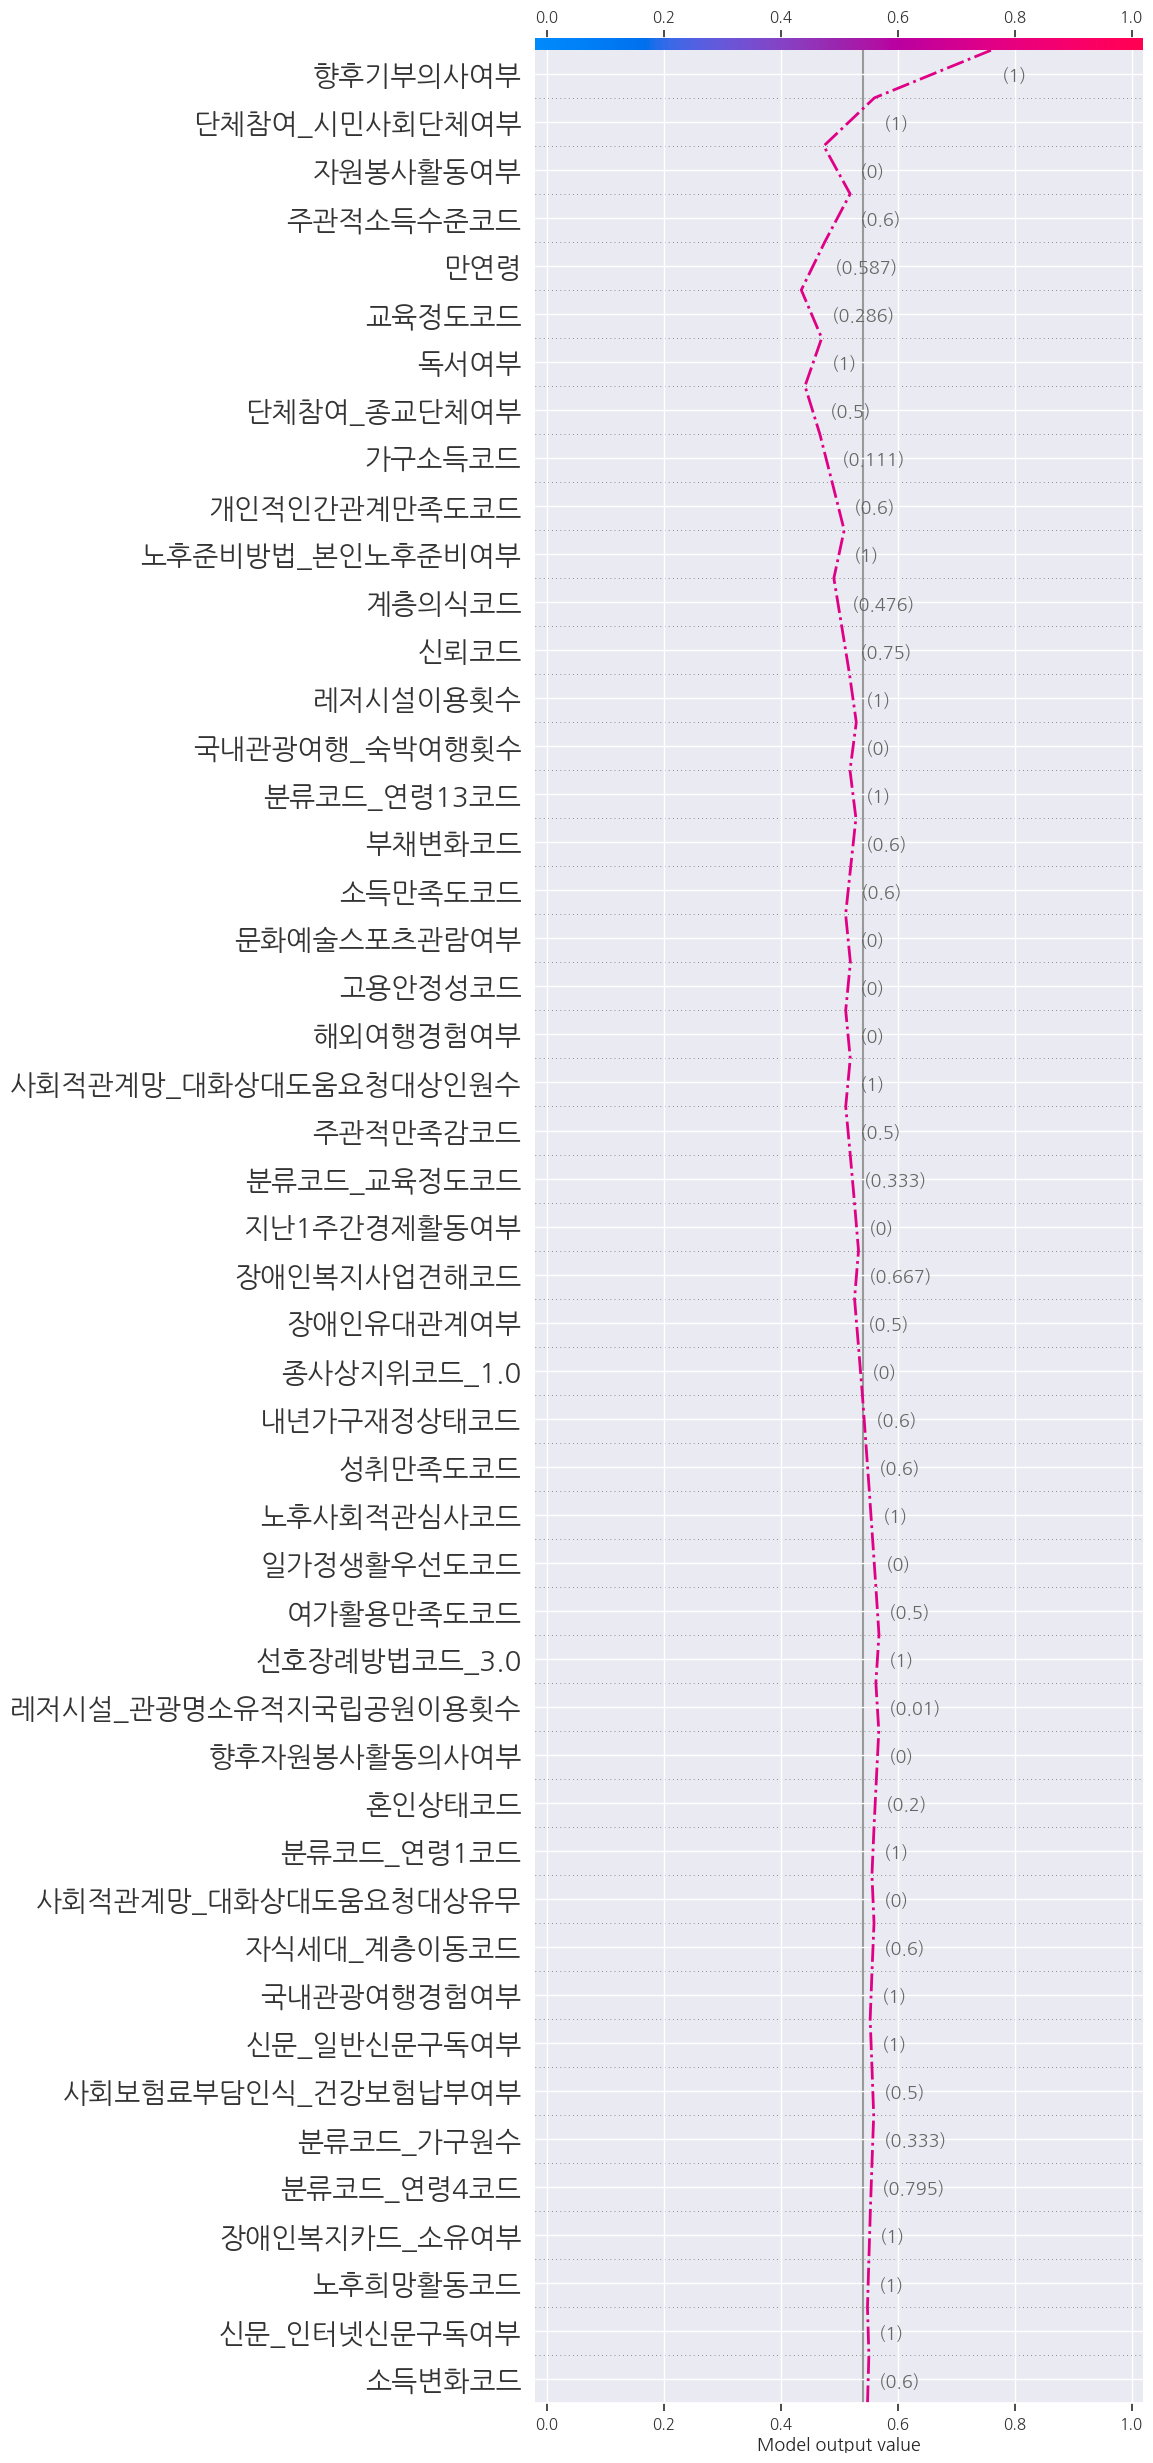 0.0 0.2 0.4 0.6 0.8 1.0
향후기부의사여부 (1)
단체참여_시민사회단체여부 (1)
자원봉사활동여부 (0)
주관적소득수준코드 (0.6)
만연령 (0.587)
교육정도코드 (0.286)
독서여부 (1)
단체참여_종교단체여부 (0.5)
가구소득코드 (0.111)
개인적인간관계만족도코드 (0.6)
노후준비방법_본인노후준비여부 (1)
계층의식코드 (0.476)
신뢰코드 (0.75)
레저시설이용횟수 (1)
국내관광여행_숙박여행횟수 (0)
분류코드_연령13코드 (1)
부채변화코드 (0.6)
소득만족도코드 (0.6)
문화예술스포츠관람여부 (0)
고용안정성코드 (0)
해외여행경험여부 (0)
사회적관계망_대화상대도움요청대상인원수 (1)
주관적만족감코드 (0.5)
분류코드_교육정도코드 (0.333)
지난1주간경제활동여부 (0)
장애인복지사업견해코드 (0.667)
장애인유대관계여부 (0.5)
종사상지위코드_1.0 (0)
내년가구재정상태코드 (0.6)
성취만족도코드 (0.6)
노후사회적관심사코드 (1)
일가정생활우선도코드 (0)
여가활용만족도코드 (0.5)
선호장례방법코드_3.0 (1)
레저시설_관광명소유적지국립공원이용횟수 (0.01)
향후자원봉사활동의사여부 (0)
혼인상태코드 (0.2)
분류코드_연령1코드 (1)
사회적관계망_대화상대도움요청대상유무 (0)
자식세대_계층이동코드 (0.6)
국내관광여행경험여부 (1)
신문_일반신문구독여부 (1)
사회보험료부담인식_건강보험납부여부 (0.5)
분류코드_가구원수 (0.333)
분류코드_연령4코드 (0.795)
장애인복지카드_소유여부 (1)
노후희망활동코드 (1)
신문_인터넷신문구독여부 (1)
소득변화코드 (0.6)
0.0 0.2 0.4 0.6 0.8 1.0
Model output value